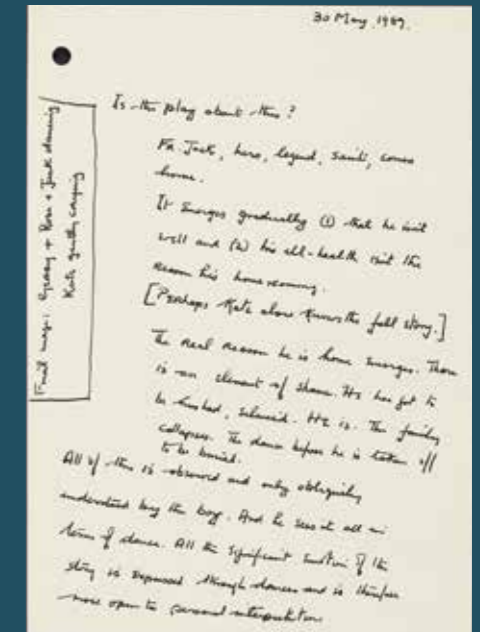 30 May. 1989.
Is this play about this?
Fr. Jack, hero, legend, saint, comes
home.
It emerges gradually (1) that he isn't
well and (2) his ill-health isn't the
reason his homecoming.
[Perhaps Kate alone knows the full story.]
The real reason he is home emerges. There
is an element of shame. He has got to
be hushed, silenced. He is. The family
collapses. The dance before he is taken off
to be buried.
All of this is observed and only obliquely
understood by the boy. And he sees it all in
terms of dance. All the significant emotion of the
story is expressed through dances and is therefore
more open to personal interpretation
Final image: + Rose + Jack dancing
Kate quietly crying